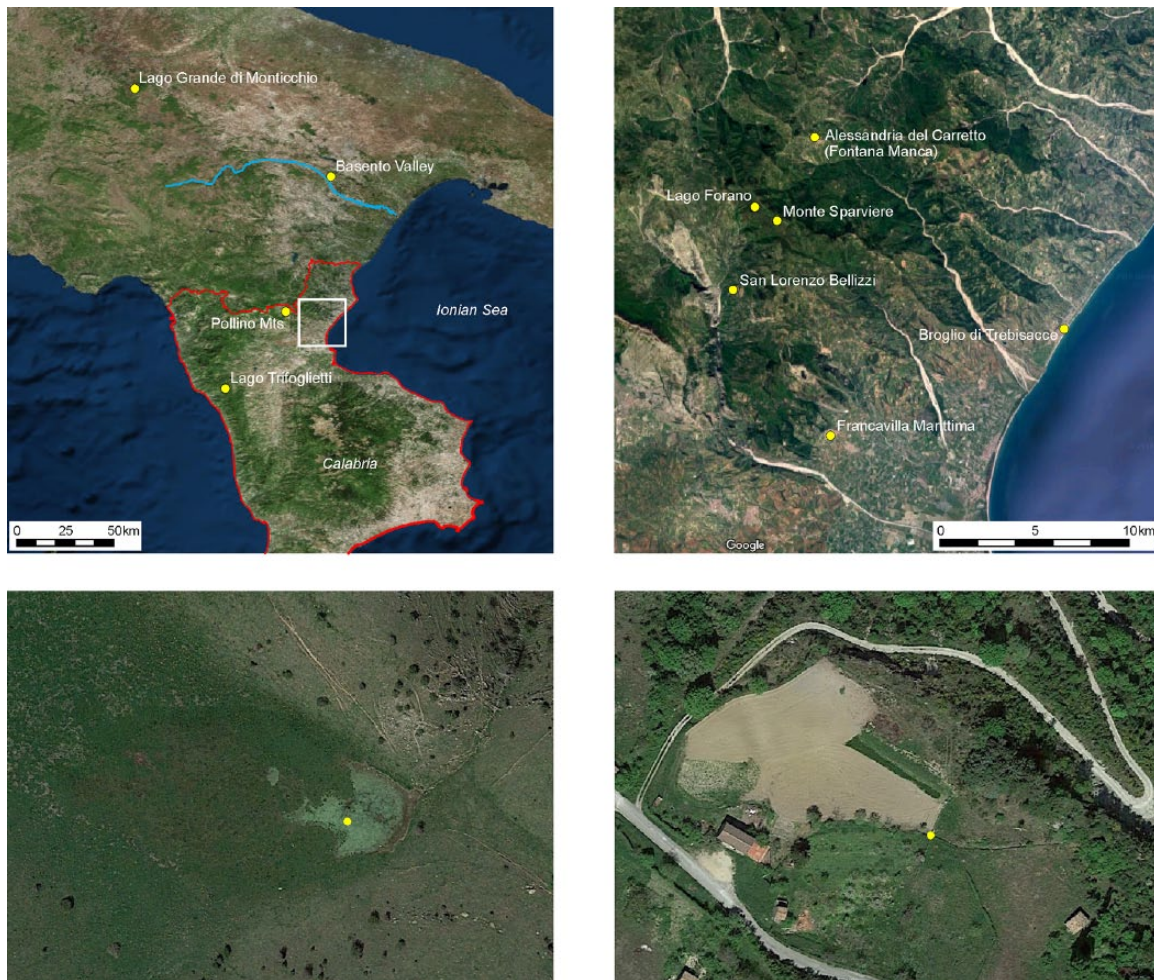 Lago Grande di Monticchio
Basento Valley
Ionian Sea
Pollino Mts
Lago Trifoglietti
Calabria
0 25 50km
Alessandria del Carretto
(Fontana Manca)
Lago Forano
Monte Sparviere
San Lorenzo Bellizzi
Broglio di Trebisacce
Francavilla Marittima
Google
0 5 10km